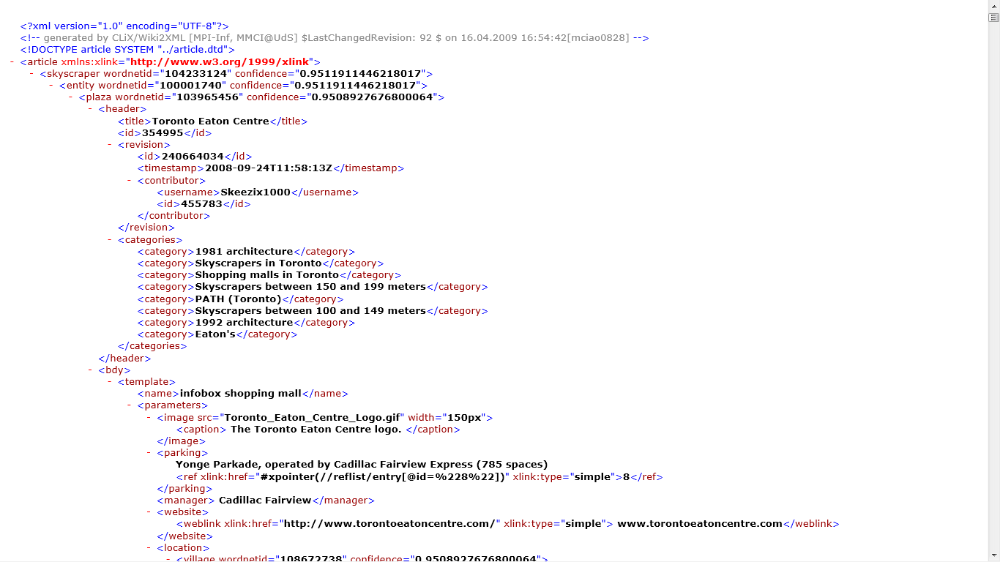 <?xml version="1.0" encoding="UTF-8"?>
<!-- generated by CLiX/Wiki2XML [MPI-Inf, MMCI@UdS] $LastChangedRevision: 92 $ on 16.04.2009 16:54:42[mciao0828] -->
<!DOCTYPE article SYSTEM "../article.dtd">
- <article xmlns:xlink="http://www.w3.org/1999/xlink">
- <skyscraper wordnetid="104233124" confidence="0.9511911446218017">
- <entity wordnetid="100001740" confidence="0.9511911446218017">
- <plaza wordnetid="103965456" confidence="0.9508927676800064">
- <header>
<title>Toronto Eaton Centre</title>
<id>354995</id>
- <revision>
<id>240664034</id>
<timestamp>2008-09-24T11:58:13Z</timestamp>
- <contributor>
<username>Skeezix1000</username>
<id>455783</id>
</contributor>
</revision>
- <categories>
<category>1981 architecture</category>
<category>Skyscrapers in Toronto</category>
<category>Shopping malls in Toronto</category>
<category>Skyscrapers between 150 and 199 meters</category>
<category>PATH (Toronto)</category>
<category>Skyscrapers between 100 and 149 meters</category>
<category>1992 architecture</category>
<category>Eaton's</category>
</categories>
</header>
- <bdy>
- <template>
<name>infobox shopping mall</name>
- <parameters>
- <image src="Toronto_Eaton_Centre_Logo.gif" width="150px">
<caption> The Toronto Eaton Centre logo. </caption>
</image>
- <parking>
Yonge Parkade, operated by Cadillac Fairview Express (785 spaces)
<ref xlink:href="#xpointer(//reflist/entry[@id=%228%22])" xlink:type="simple">8</ref>
</parking>
<manager> Cadillac Fairview</manager>
- <website>
<weblink xlink:href="http://www.torontoeatoncentre.com/" xlink:type="simple"> www.torontoeatoncentre.com</weblink>
</website>
- <location>
- <village wordnetid="108672738" confidence="0.9508927676800064">